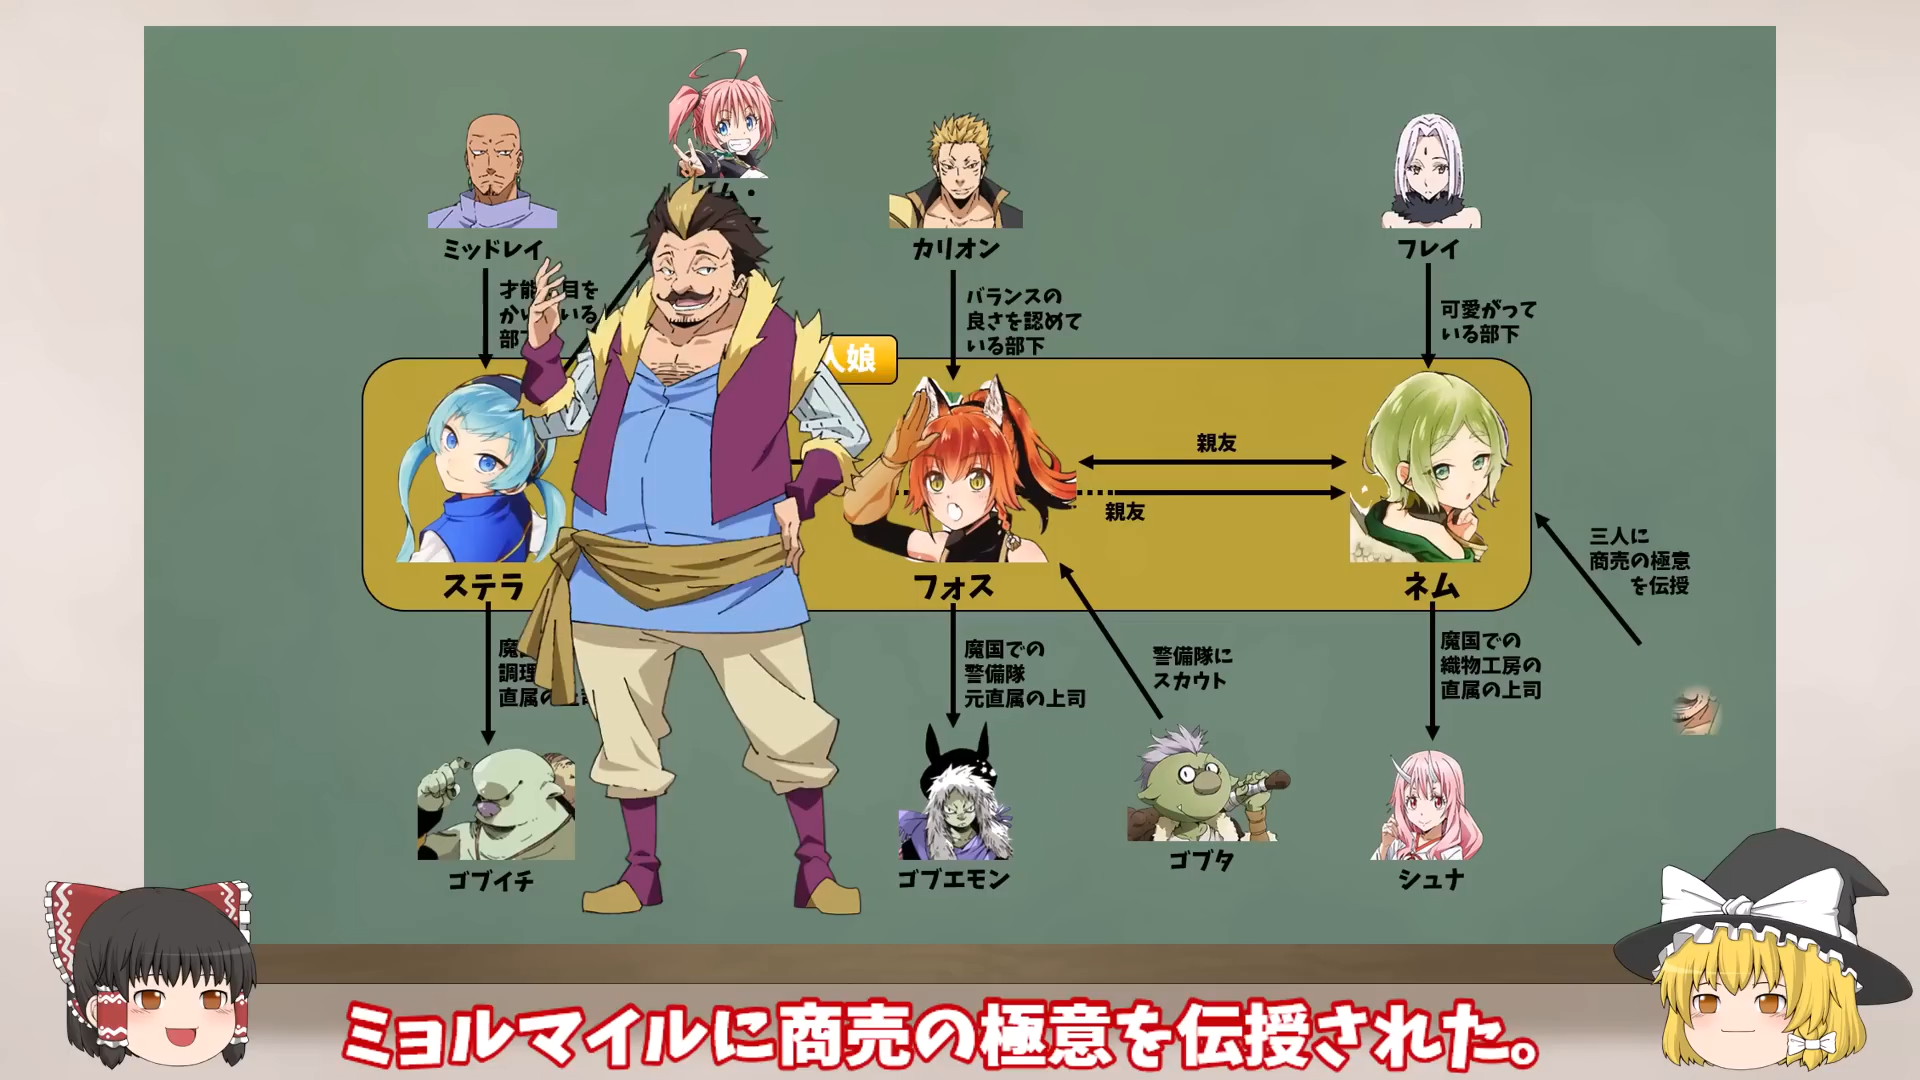 ミッドレイ
カリオン
フレイ
バランスの
良さを認めて
いる部下
可愛がって
いる部下
人娘
親友
親友
三人に
商売の極意
を伝授
ステラ
フォス
ネム
魔国での
警備隊
元直属の上司
警備隊に
スカウト
魔国での
織物工房の
直属の上司
ゴブイチ
ゴブエモン
ゴブタ
シュナ
ミョルマイルに商売の極意を伝授された。